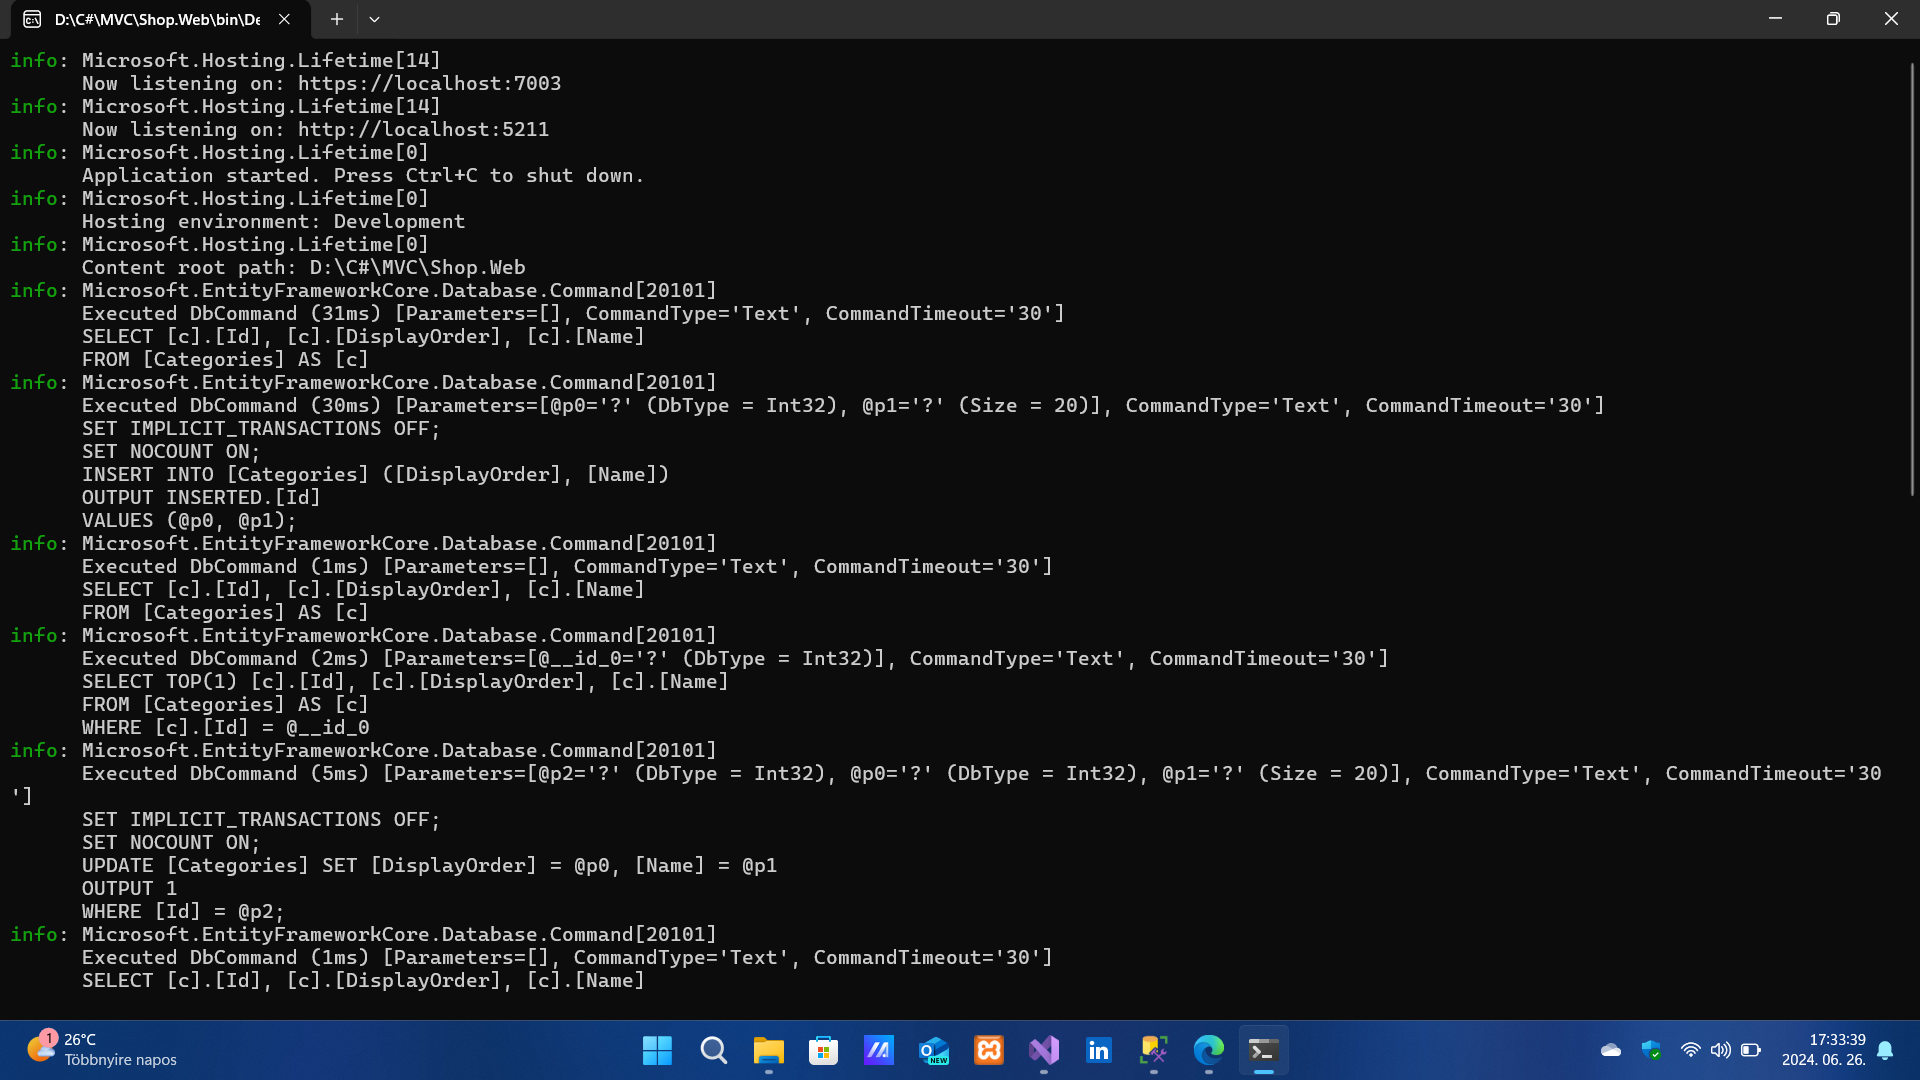 D:\C#\MVC\Shop.Web\bin\De
info: Microsoft.Hosting.Lifetime[14]
Now listening on: https://localhost:7003
info: Microsoft.Hosting.Lifetime[14]
Now listening on: http://localhost:5211
info: Microsoft.Hosting.Lifetime[0]
Application started. Press Ctrl+C to shut down.
info: Microsoft.Hosting.Lifetime[0]
Hosting environment: Development
info: Microsoft.Hosting.Lifetime[0]
Content root path: D:\C#\MVC\Shop.Web
info: Microsoft.EntityFrameworkCore.Database.Command[20101]
Executed DbCommand (31ms) [Parameters=[], CommandType='Text', CommandTimeout='30']
SELECT [c].[Id], [c].[DisplayOrder], [c].[Name]
FROM [Categories] AS [c]
info: Microsoft.EntityFrameworkCore.Database.Command[20101]
Executed DbCommand (30ms) [Parameters=[@p0='?' (DbType = Int32), @p1='?' (Size = 20)], CommandType='Text', CommandTimeout='30']
SET IMPLICIT_TRANSACTIONS OFF;
SET NOCOUNT ON;
INSERT INTO [Categories] ([DisplayOrder], [Name])
OUTPUT INSERTED.[Id]
VALUES (@p0, @p1);
info: Microsoft.EntityFrameworkCore.Database.Command[20101]
Executed DbCommand (1ms) [Parameters=[], CommandType='Text', CommandTimeout='30']
SELECT [c].[Id], [c].[DisplayOrder], [c].[Name]
FROM [Categories] AS [c]
info: Microsoft.EntityFrameworkCore.Database.Command[20101]
Executed DbCommand (2ms) [Parameters=[@__id_0='?' (DbType = Int32)], CommandType='Text', CommandTimeout='30']
SELECT TOP(1) [c].[Id], [c].[DisplayOrder], [c].[Name]
FROM [Categories] AS [c]
WHERE [c].[Id] = @__id_0
info: Microsoft.EntityFrameworkCore.Database.Command[20101]
Executed DbCommand (5ms) [Parameters=[@p2='?' (DbType = Int32), @p0='?' (DbType = Int32), @p1='?' (Size = 20)], CommandType='Text', CommandTimeout='30
']
SET IMPLICIT_TRANSACTIONS OFF;
SET NOCOUNT ON;
UPDATE [Categories] SET [DisplayOrder] = @p0, [Name] = @p1
OUTPUT 1
WHERE [Id] = @p2;
info: Microsoft.EntityFrameworkCore.Database.Command[20101]
Executed DbCommand (1ms) [Parameters=[], CommandType='Text', CommandTimeout='30']
SELECT [c].[Id], [c].[DisplayOrder], [c].[Name]
1
26°C
Többnyire napos
NEW
in
17:33:39
2024. 06. 26.